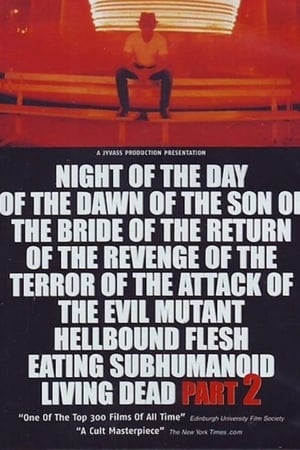 A JYVASS PRODUCTION PRESENTATION
NIGHT OF THE DAY
OF THE DAWN OF THE SON OF
THE BRIDE OF THE RETURN
OF THE REVENGE OF THE
TERROR OF THE ATTACK OF
THE EVIL MUTANT
HELLBOUND FLESH
EATING SUBHUMANOID
LIVING DEAD PART 2
"One Of The Top 300 Films Of All Time" Edinburgh University Film Society
"A Cult Masterpiece" The New York Times .com